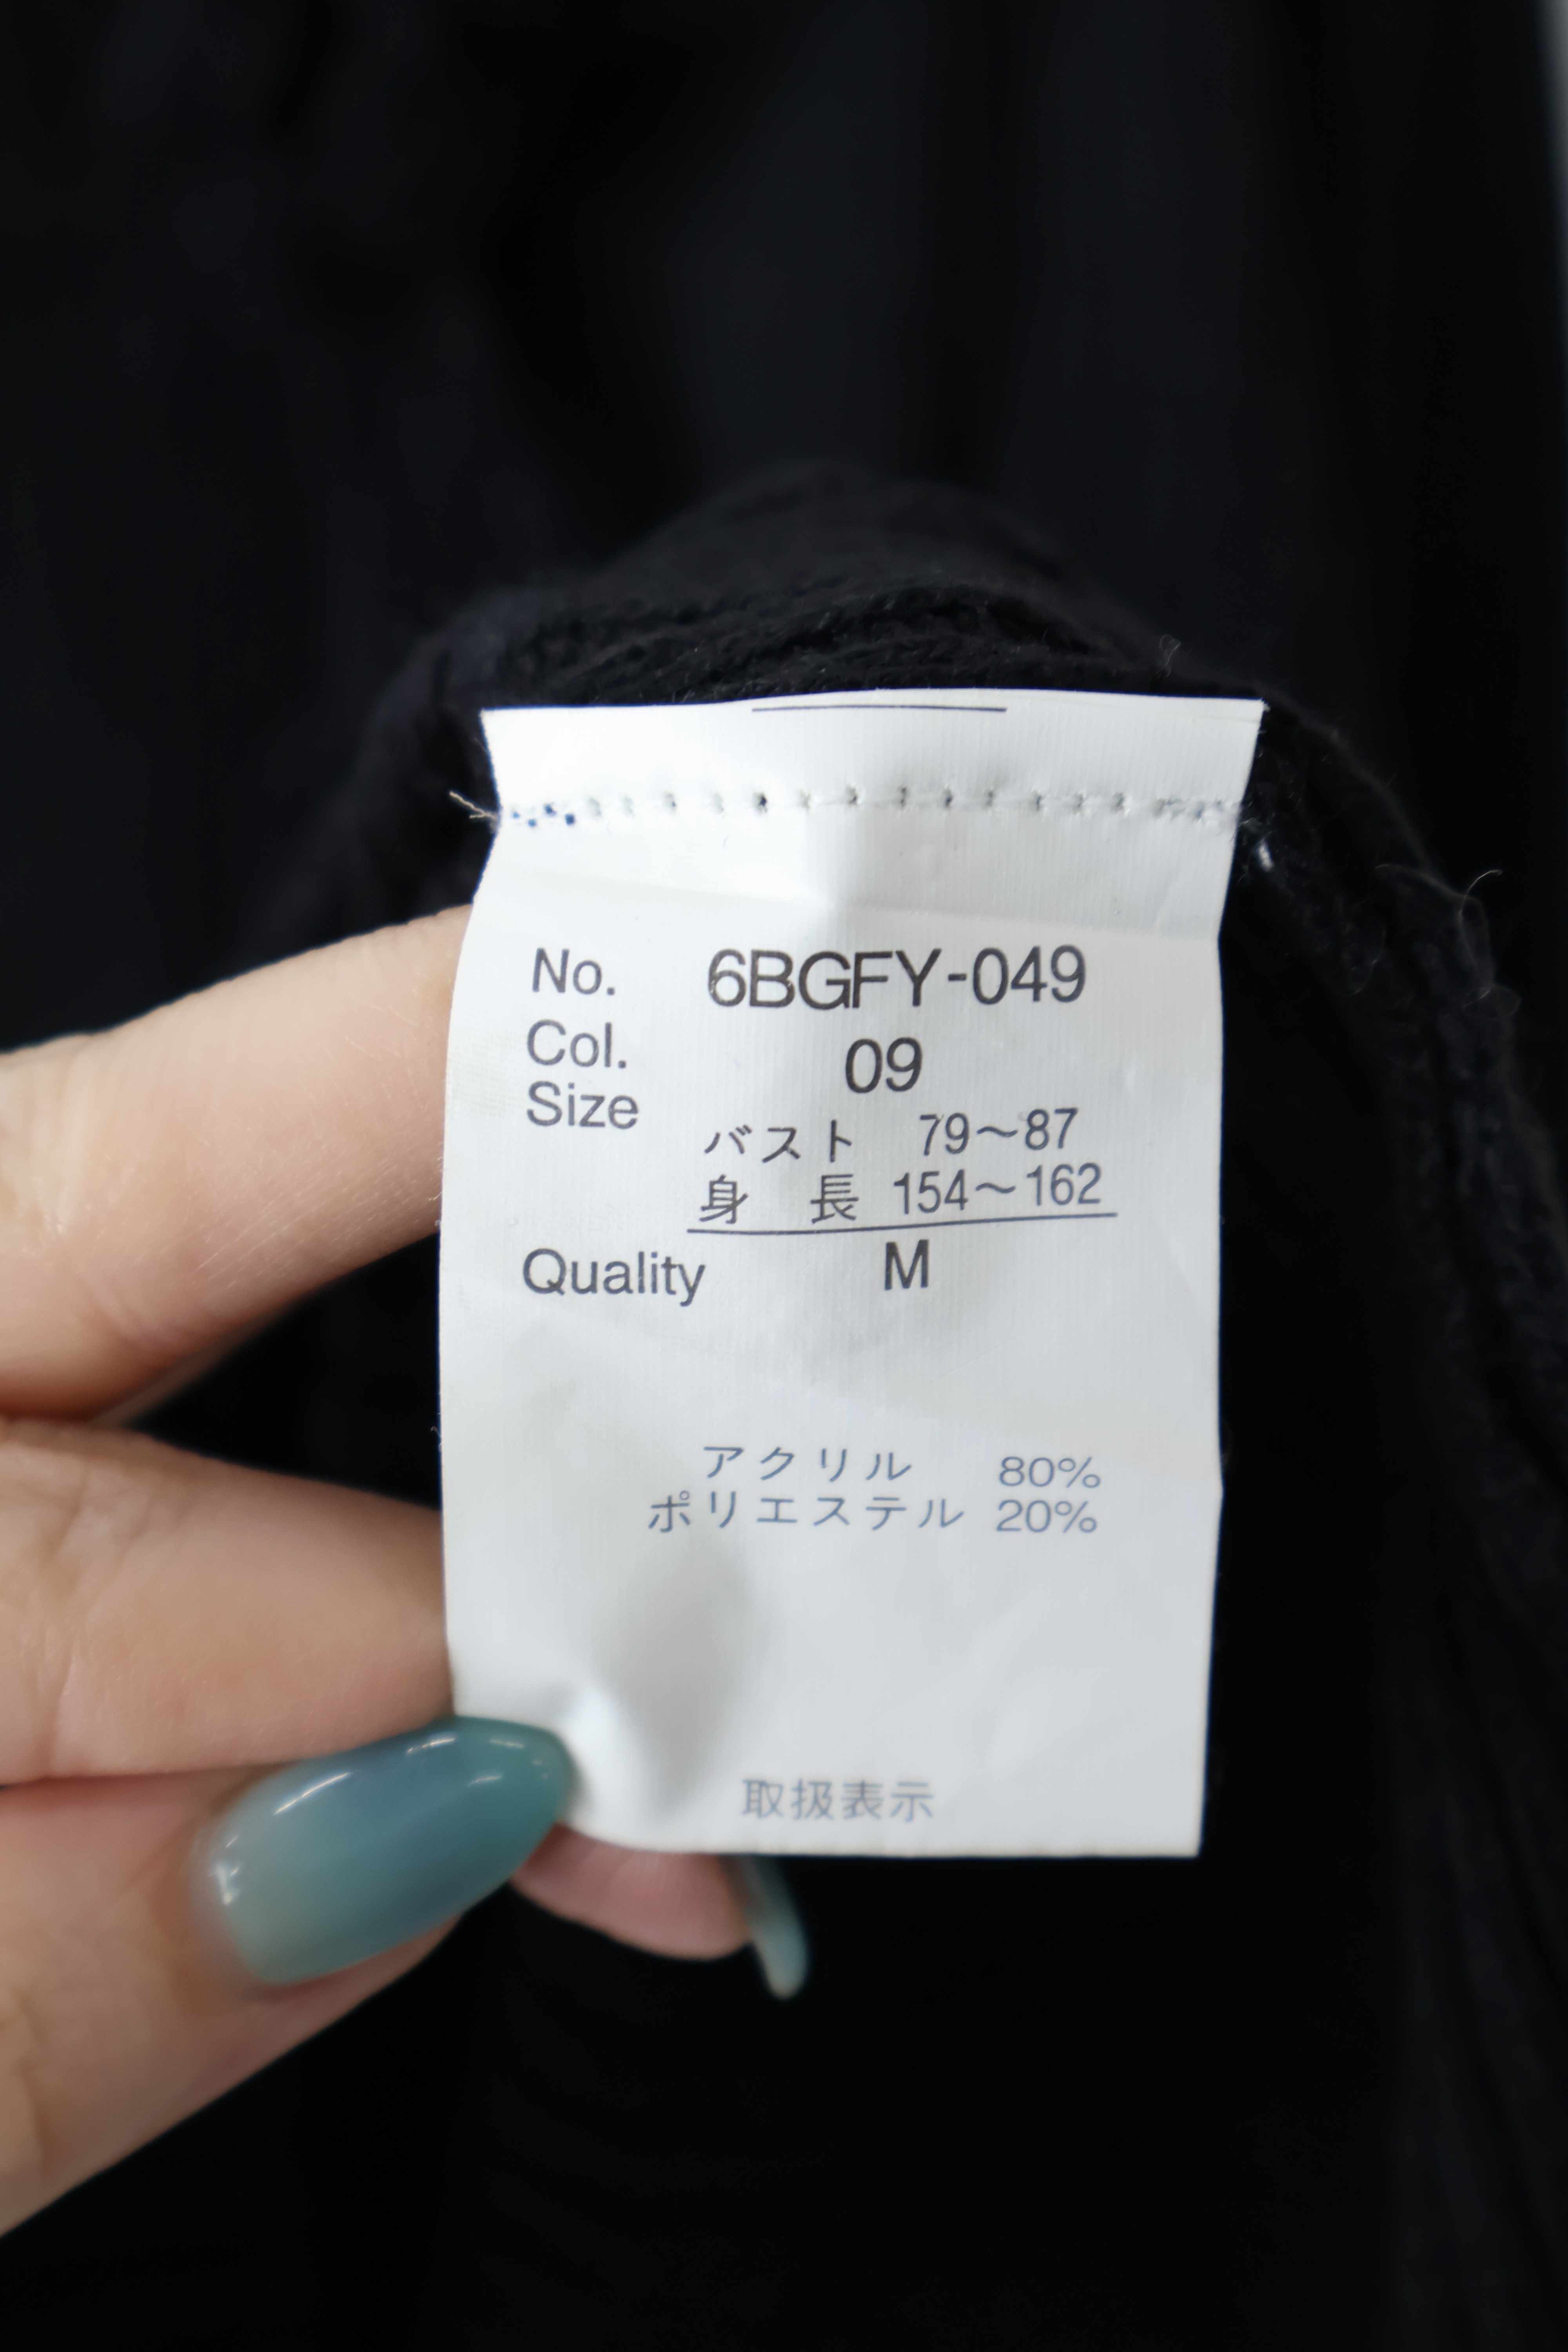 No. 6BGFY-049
Col. 09
Size
バスト 79～87
身 長 154～162
Quality M
アクリル 80%
ポリエステル 20%
取扱表示